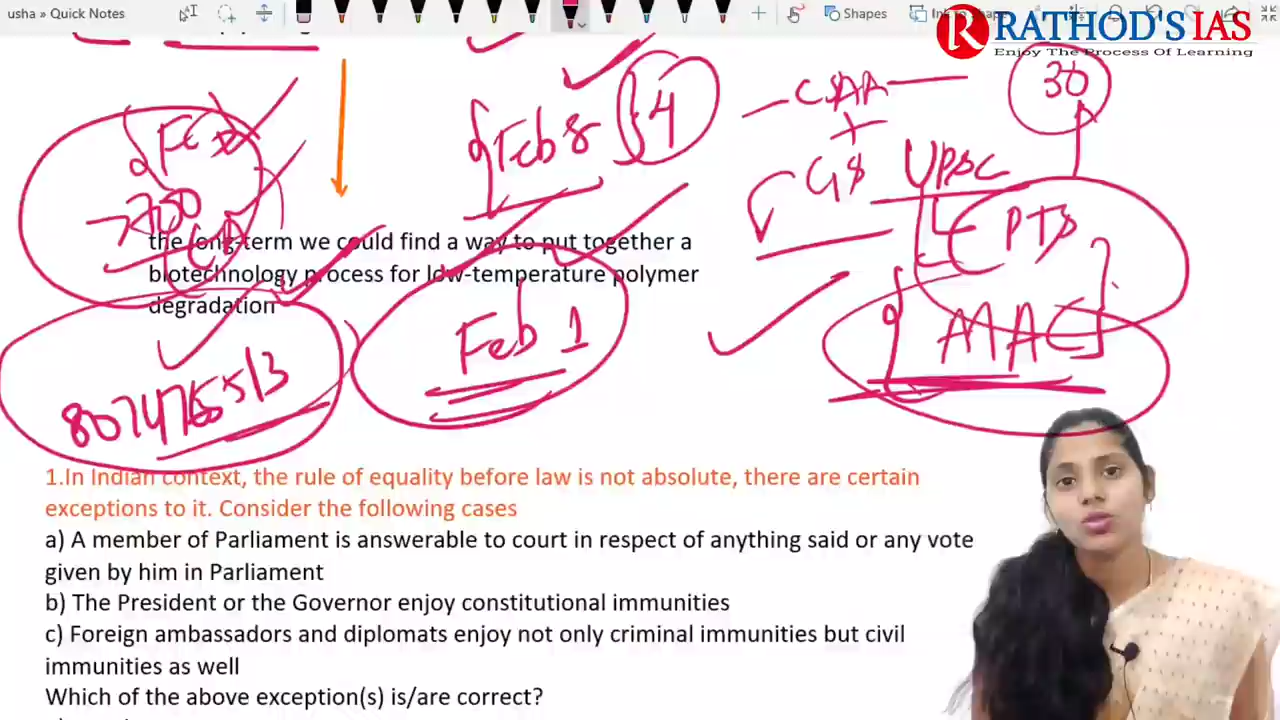 usha » Quick Notes
Shapes
RATHOD'S IAS
Enjoy The Process Of Learning
30
CSAT
+
GS
UPSC
Feb 8
4
PTS
the long-term we could find a way to put together a
biotechnology process for low-temperature polymer
degradation
Feb 1
8074765513
1.In Indian context, the rule of equality before law is not absolute, there are certain
exceptions to it. Consider the following cases
a) A member of Parliament is answerable to court in respect of anything said or any vote
given by him in Parliament
b) The President or the Governor enjoy constitutional immunities
c) Foreign ambassadors and diplomats enjoy not only criminal immunities but civil
immunities as well
Which of the above exception(s) is/are correct?